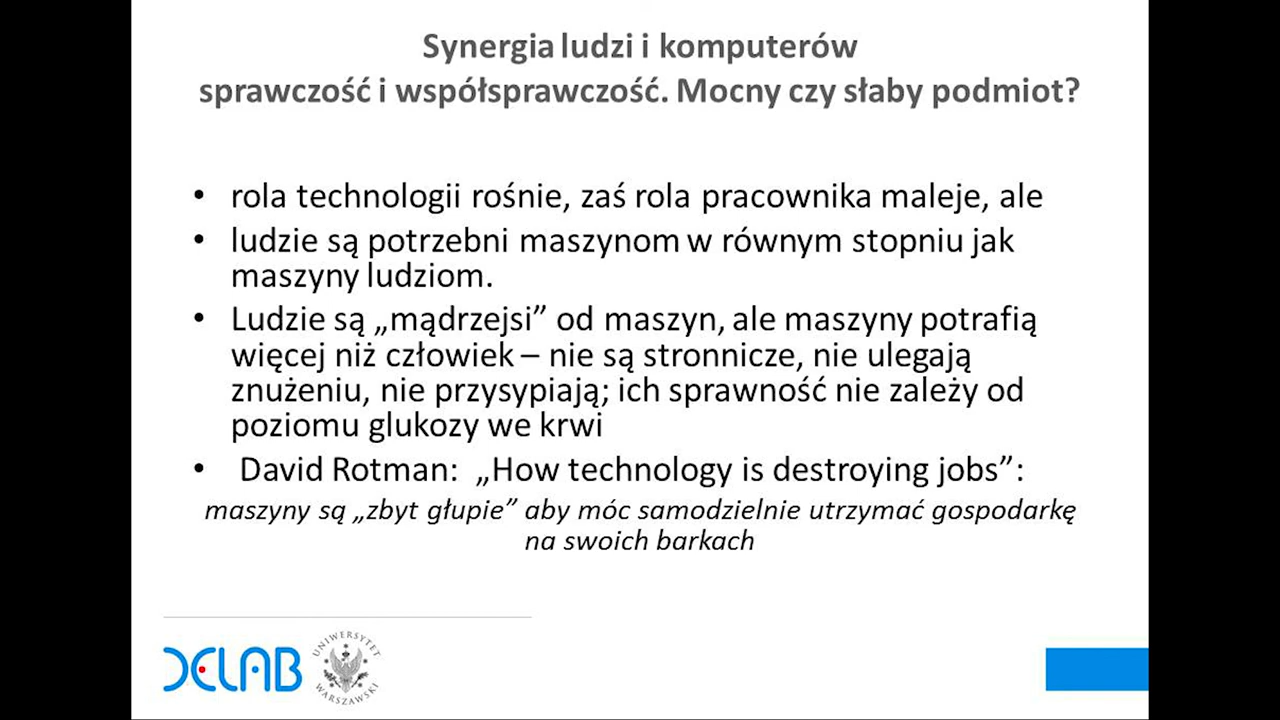 Synergia ludzi i komputerów
sprawczość i współsprawczość. Mocny czy słaby podmiot?
• rola technologii rośnie, zaś rola pracownika maleje, ale
• ludzie są potrzebni maszynom w równym stopniu jak
maszyny ludziom.
• Ludzie są „mądrzejsi” od maszyn, ale maszyny potrafią
więcej niż człowiek – nie są stronnicze, nie ulegają
znużeniu, nie przysypiają; ich sprawność nie zależy od
poziomu glukozy we krwi
• David Rotman: „How technology is destroying jobs”:
maszyny są „zbyt głupie” aby móc samodzielnie utrzymać gospodarkę
na swoich barkach
DELAB
UNIWERSYTET
WARSZAWSKI